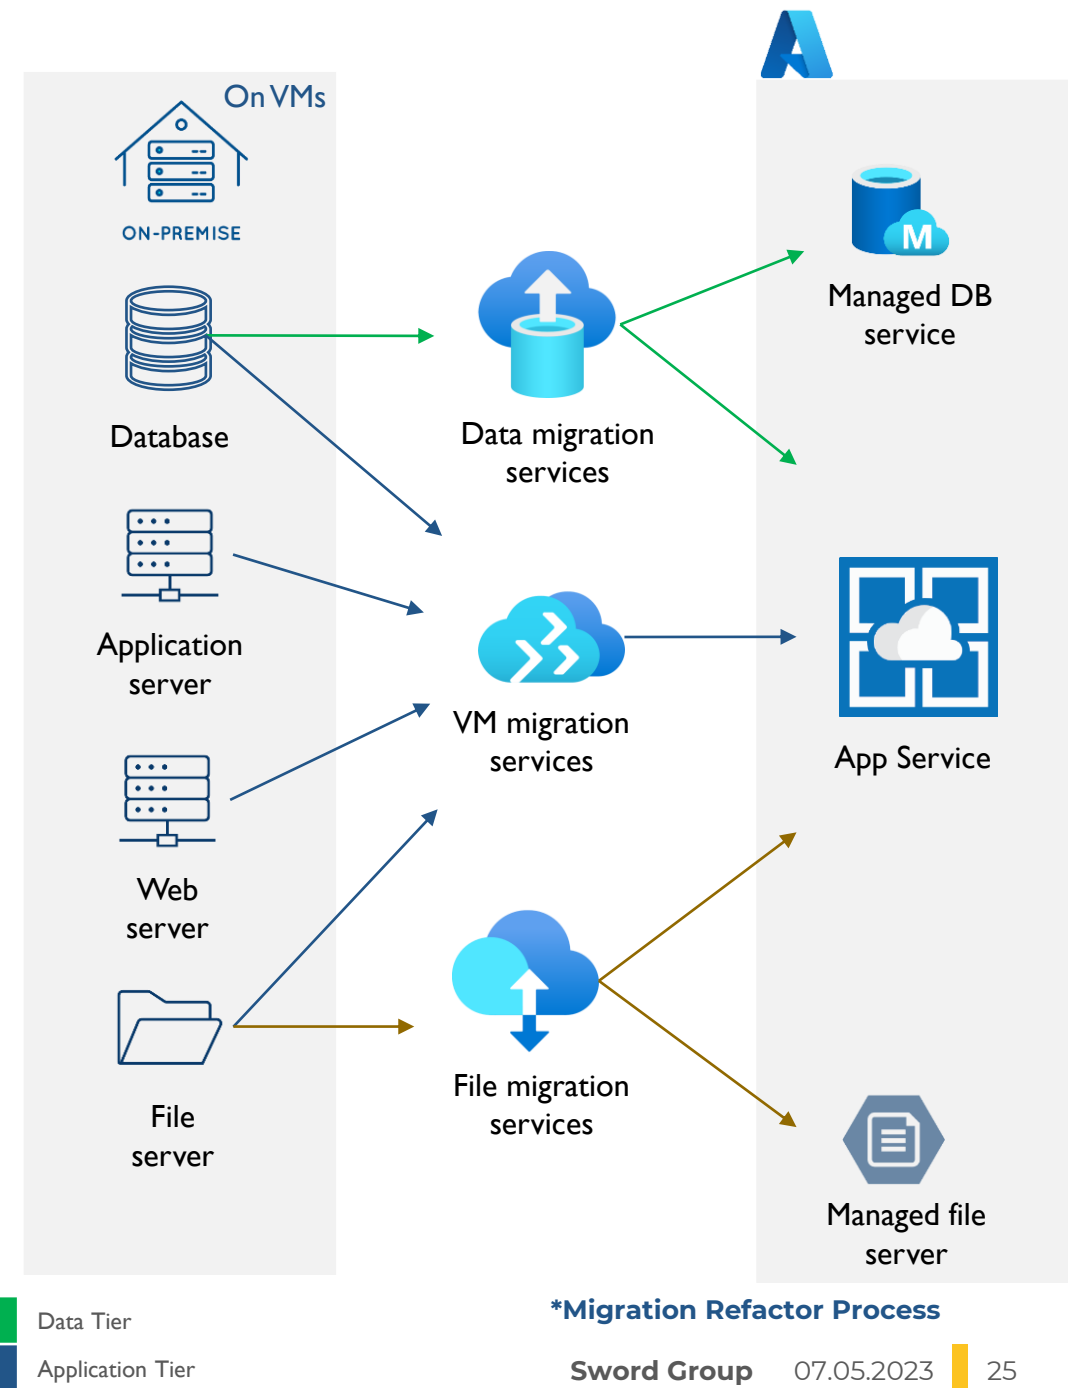 On VMs
ON-PREMISE
Database
Application
server
Web
server
File
server
Data migration
services
VM migration
services
File migration
services
M
Managed DB
service
App Service
Managed file
server
Data Tier
Application Tier
*Migration Refactor Process
Sword Group 07.05.2023 25